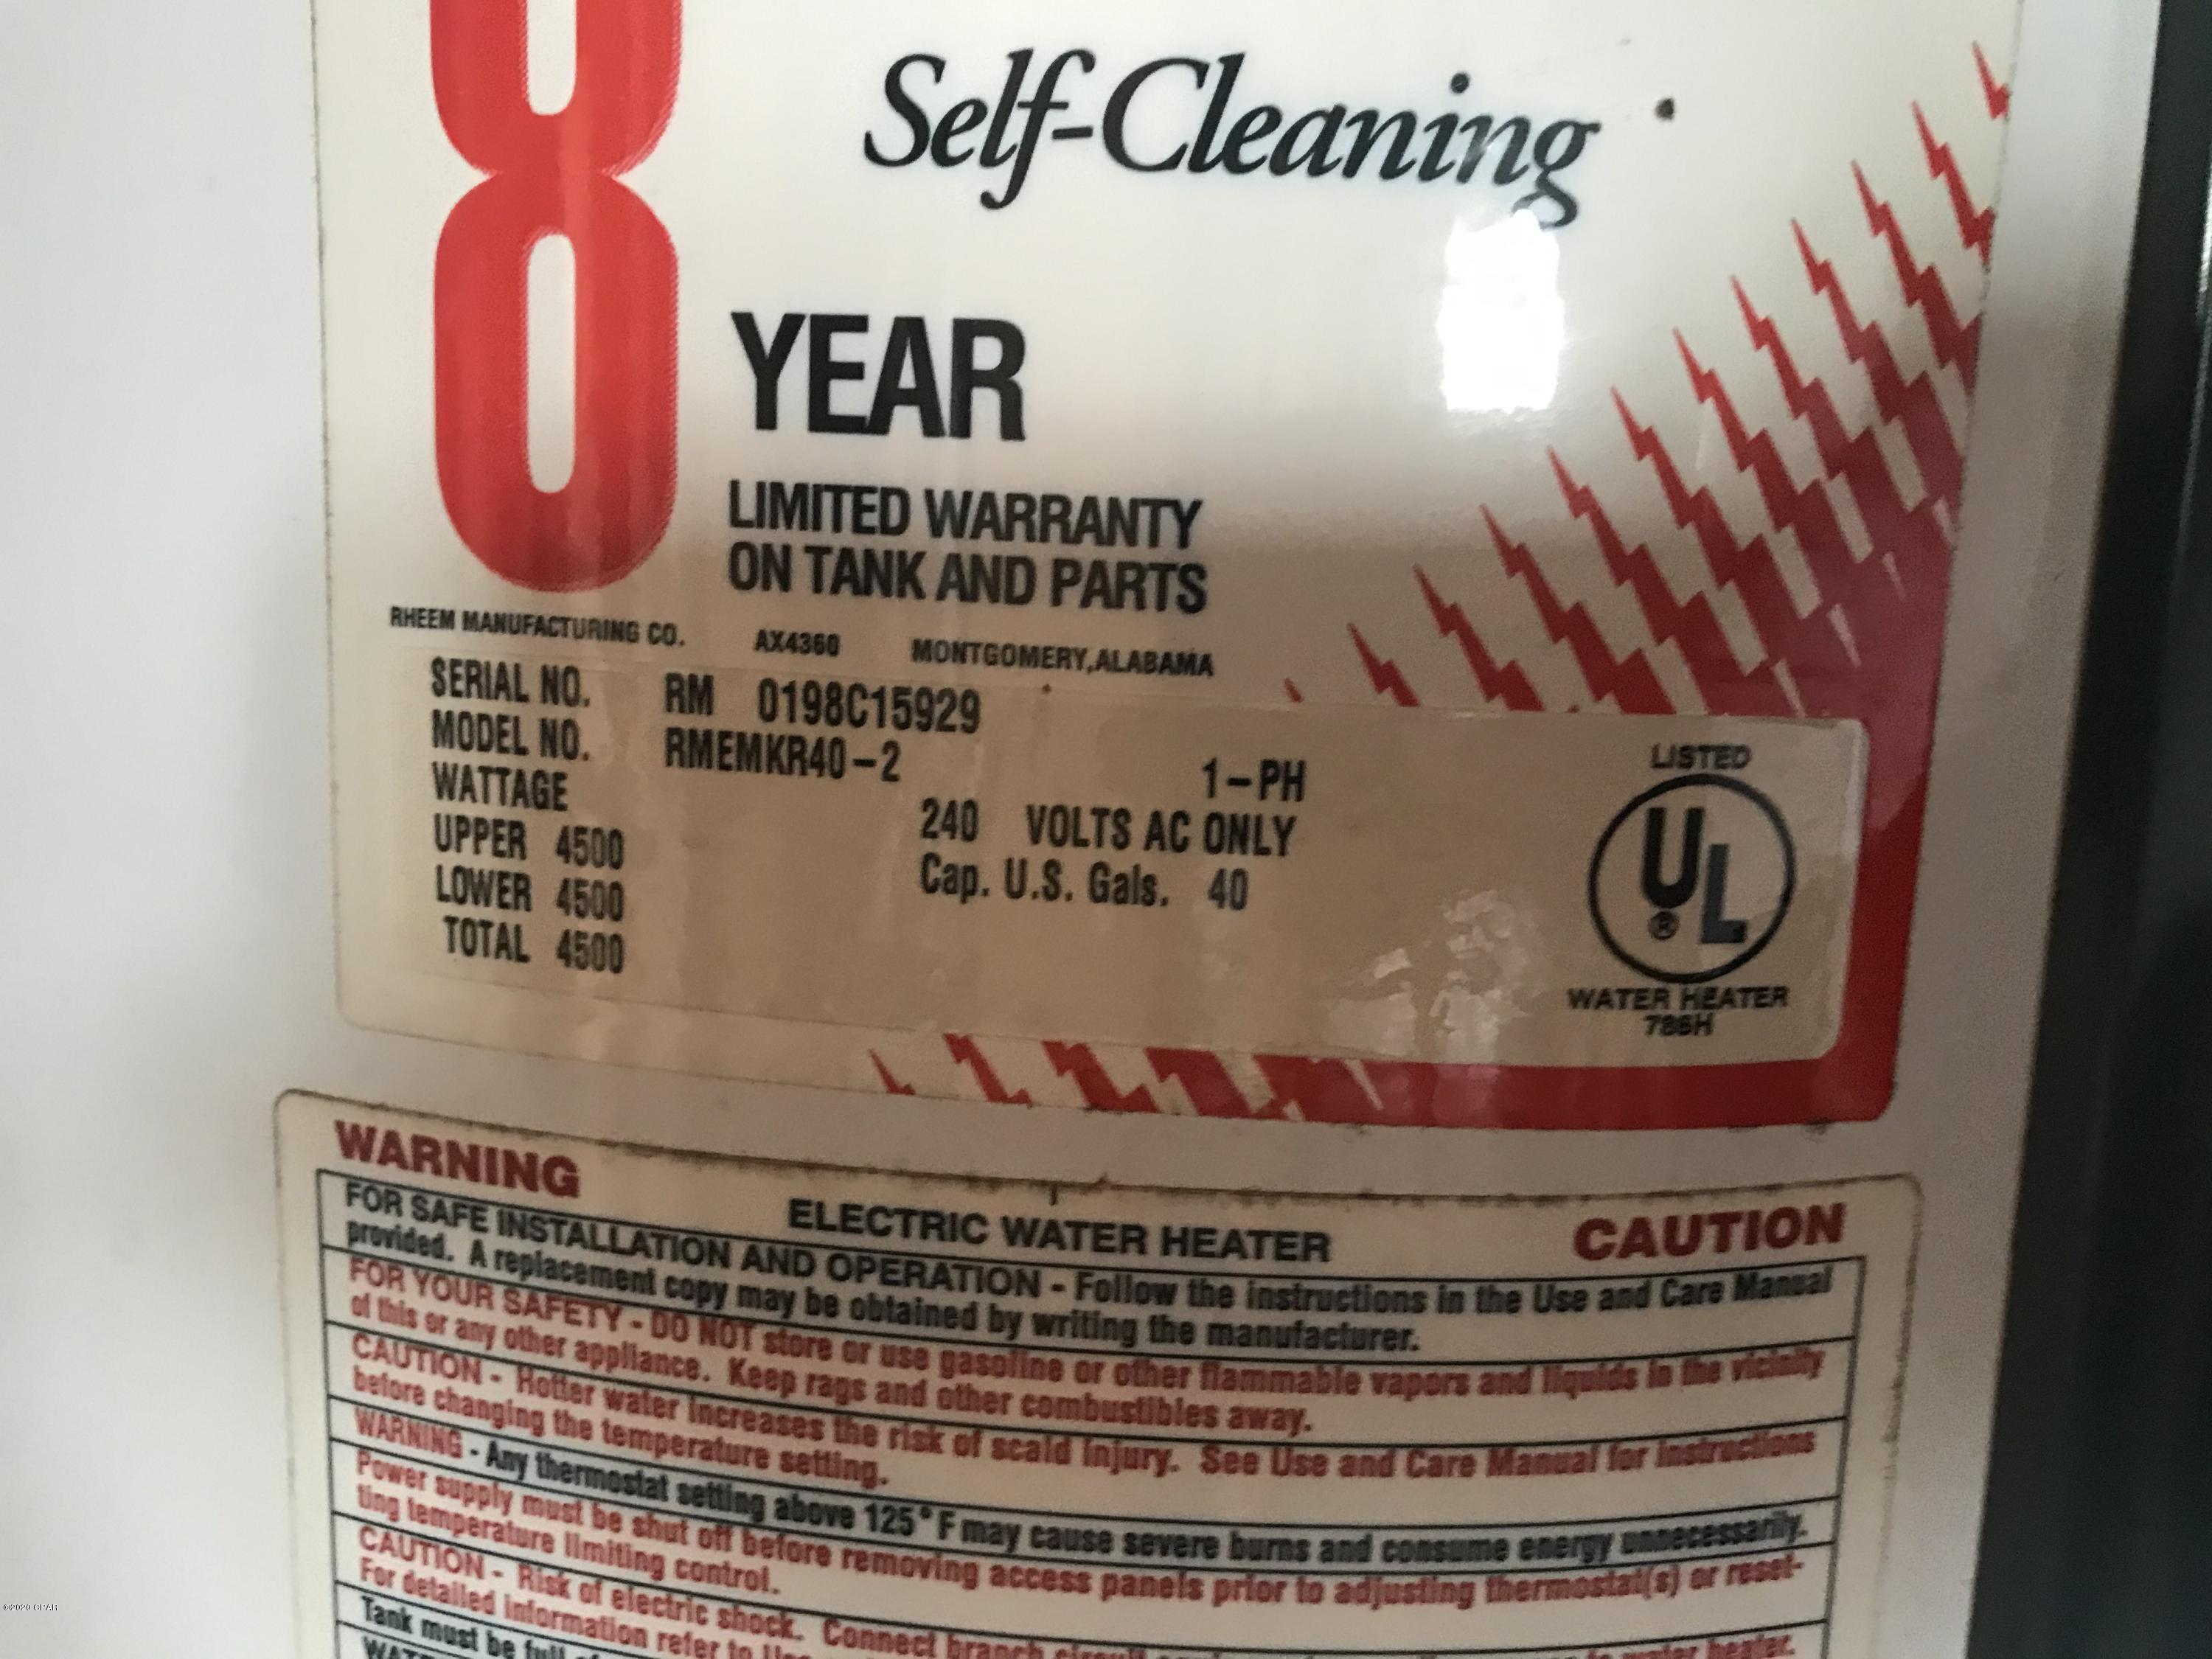 8
Self-Cleaning
YEAR
LIMITED WARRANTY
ON TANK AND PARTS
RHEEM MANUFACTURING CO. AX4360 MONTGOMERY, ALABAMA
SERIAL NO. RM 0198C15929
MODEL NO. RMEMKR40-2
WATTAGE 1-PH
UPPER 4500 240 VOLTS AC ONLY
LOWER 4500 Cap. U.S. Gals. 40
TOTAL 4500
LISTED
UL
®
WATER HEATER
786H
WARNING ELECTRIC WATER HEATER CAUTION
FOR SAFE INSTALLATION AND OPERATION - Follow the instructions in the Use and Care Manual
provided. A replacement copy may be obtained by writing the manufacturer.
FOR YOUR SAFETY - DO NOT store or use gasoline or other flammable vapors and liquids in the vicinity
of this or any other appliance. Keep rags and other combustibles away.
CAUTION - Hotter water increases the risk of scald injury. See Use and Care Manual for instructions
before changing the temperature setting.
WARNING - Any thermostat setting above 125°F may cause severe burns and consume energy unnecessarily.
Power supply must be shut off before removing access panels prior to adjusting thermostat(s) or reset-
ting temperature limiting control.
CAUTION - Risk of electric shock. Connect branch water heater.
For detailed information refer to
Tank must be full
©2020 CPAR